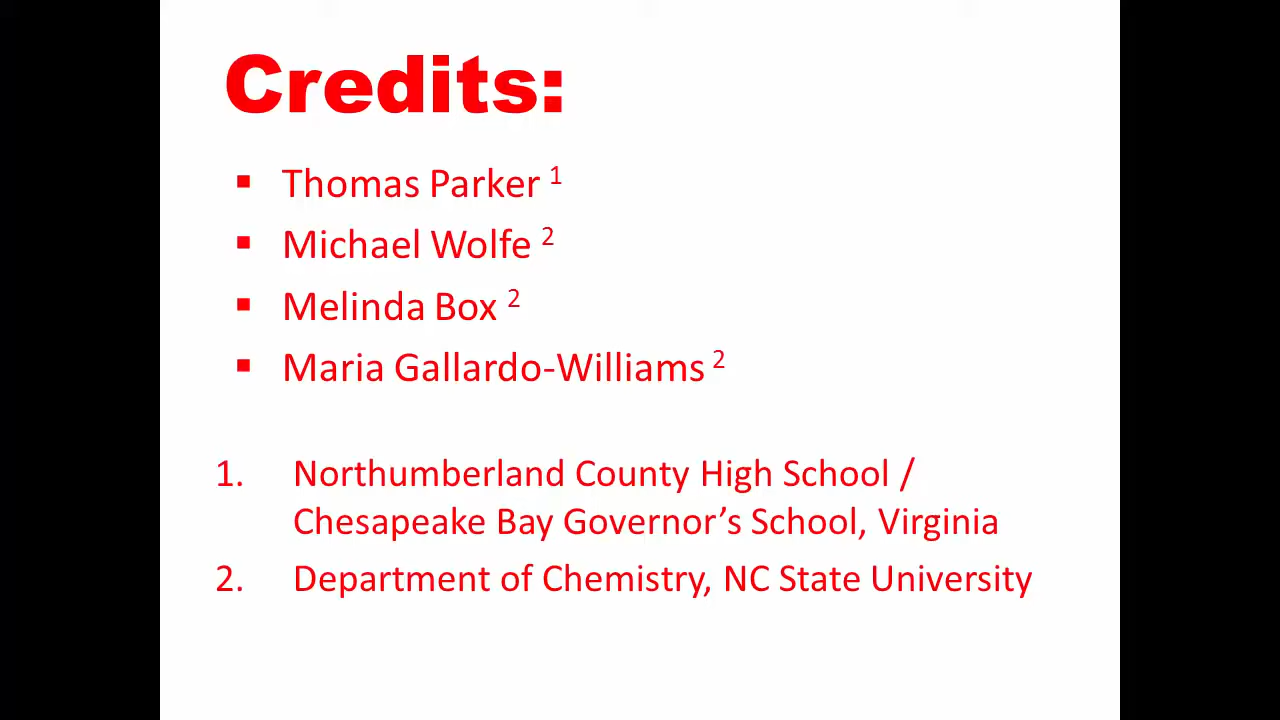 Credits:
▪ Thomas Parker 1
▪ Michael Wolfe 2
▪ Melinda Box 2
▪ Maria Gallardo-Williams 2
1. Northumberland County High School /
Chesapeake Bay Governor’s School, Virginia
2. Department of Chemistry, NC State University